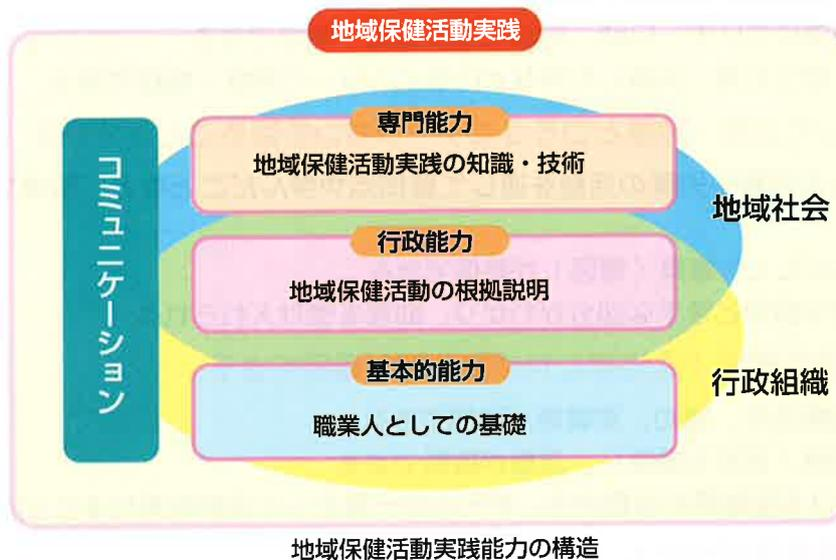 地域保健活動実践
コミュニケーション
専門能力
地域保健活動実践の知識・技術
行政能力
地域保健活動の根拠説明
基本的能力
職業人としての基礎
地域社会
行政組織
地域保健活動実践能力の構造